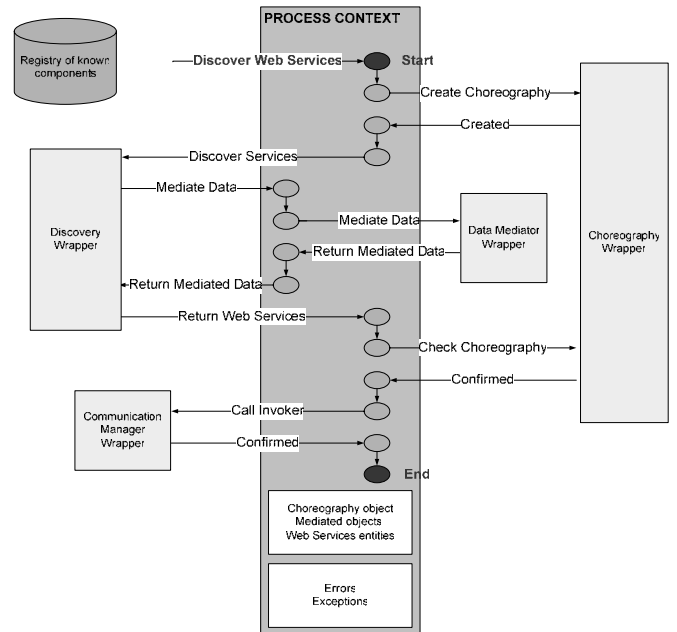 PROCESS CONTEXT
Registry of known
components
Discover Web Services
Start
Create Choreography
Created
Discover Services
Mediate Data
Mediate Data
Discovery
Wrapper
Data Mediator
Wrapper
Choreography
Wrapper
Return Mediated Data
Return Mediated Data
Return Web Services
Check Choreography
Confirmed
Call Invoker
Communication
Manager
Wrapper
Confirmed
End
Choreography object
Mediated objects
Web Services entities
Errors
Exceptions